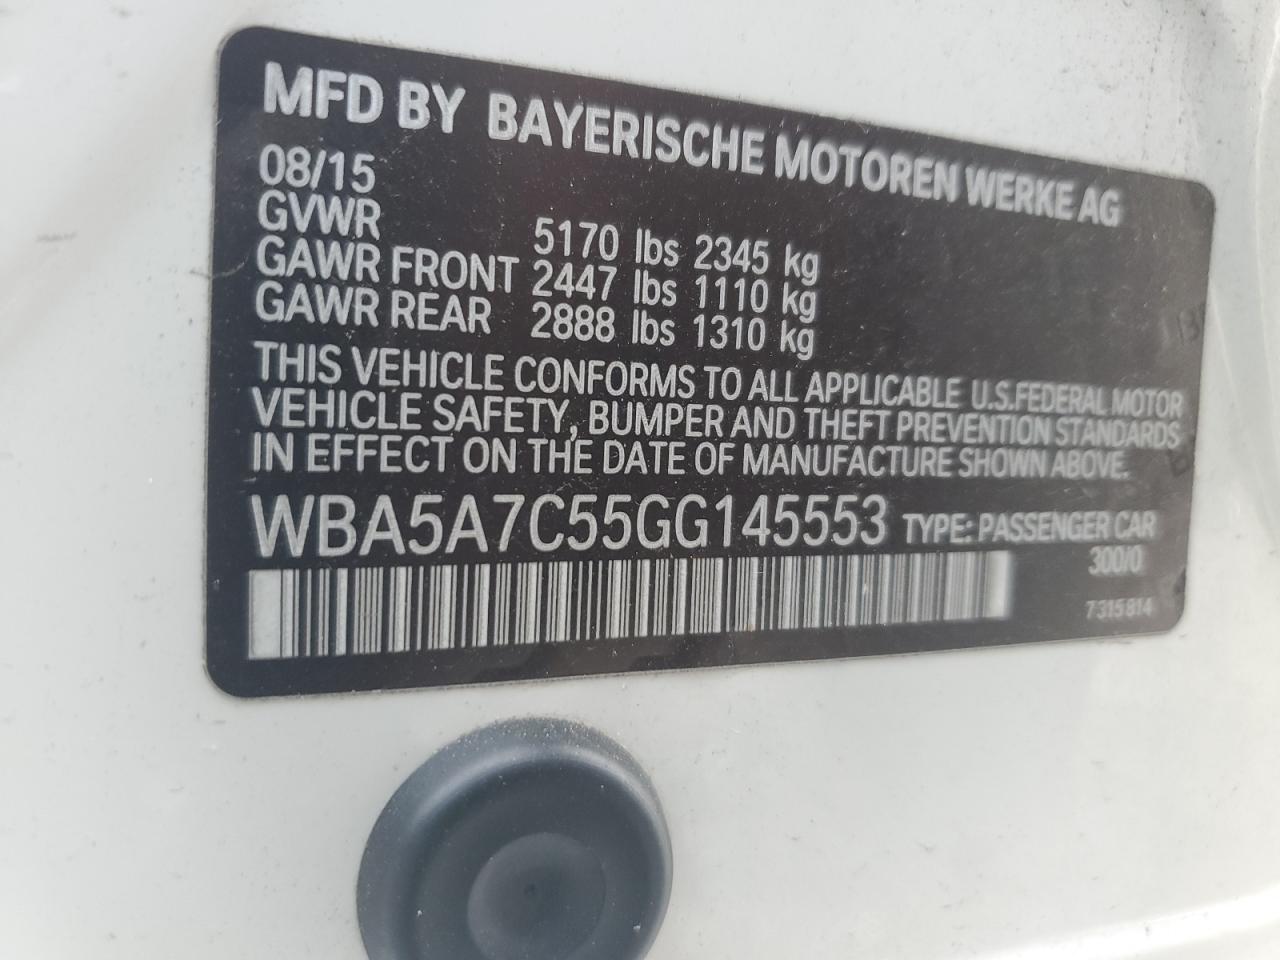 MFD BY BAYERISCHE MOTOREN WERKE AG
08/15
GVWR 5170 lbs 2345 kg
GAWR FRONT 2447 lbs 1110 kg
GAWR REAR 2888 lbs 1310 kg
THIS VEHICLE CONFORMS TO ALL APPLICABLE U.S.FEDERAL MOTOR
VEHICLE SAFETY, BUMPER AND THEFT PREVENTION STANDARDS
IN EFFECT ON THE DATE OF MANUFACTURE SHOWN ABOVE.
WBA5A7C55GG145553 TYPE: PASSENGER CAR
300/0
7315814